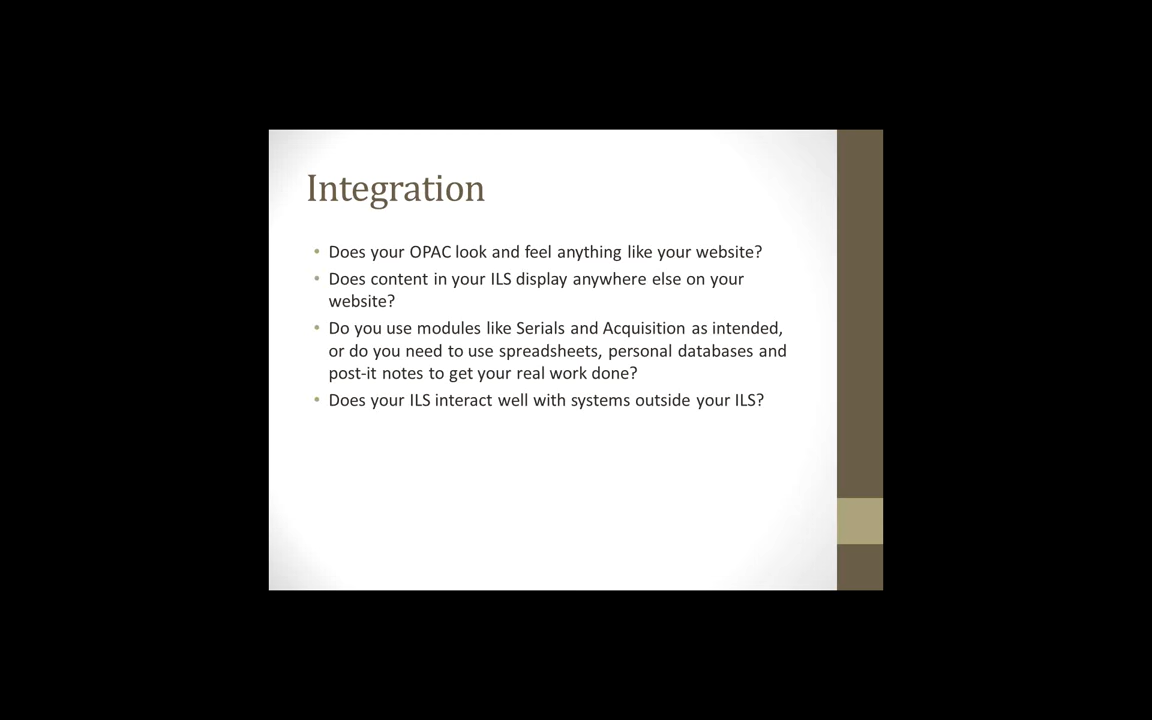 Integration
• Does your OPAC look and feel anything like your website?
• Does content in your ILS display anywhere else on your
website?
• Do you use modules like Serials and Acquisition as intended,
or do you need to use spreadsheets, personal databases and
post-it notes to get your real work done?
• Does your ILS interact well with systems outside your ILS?